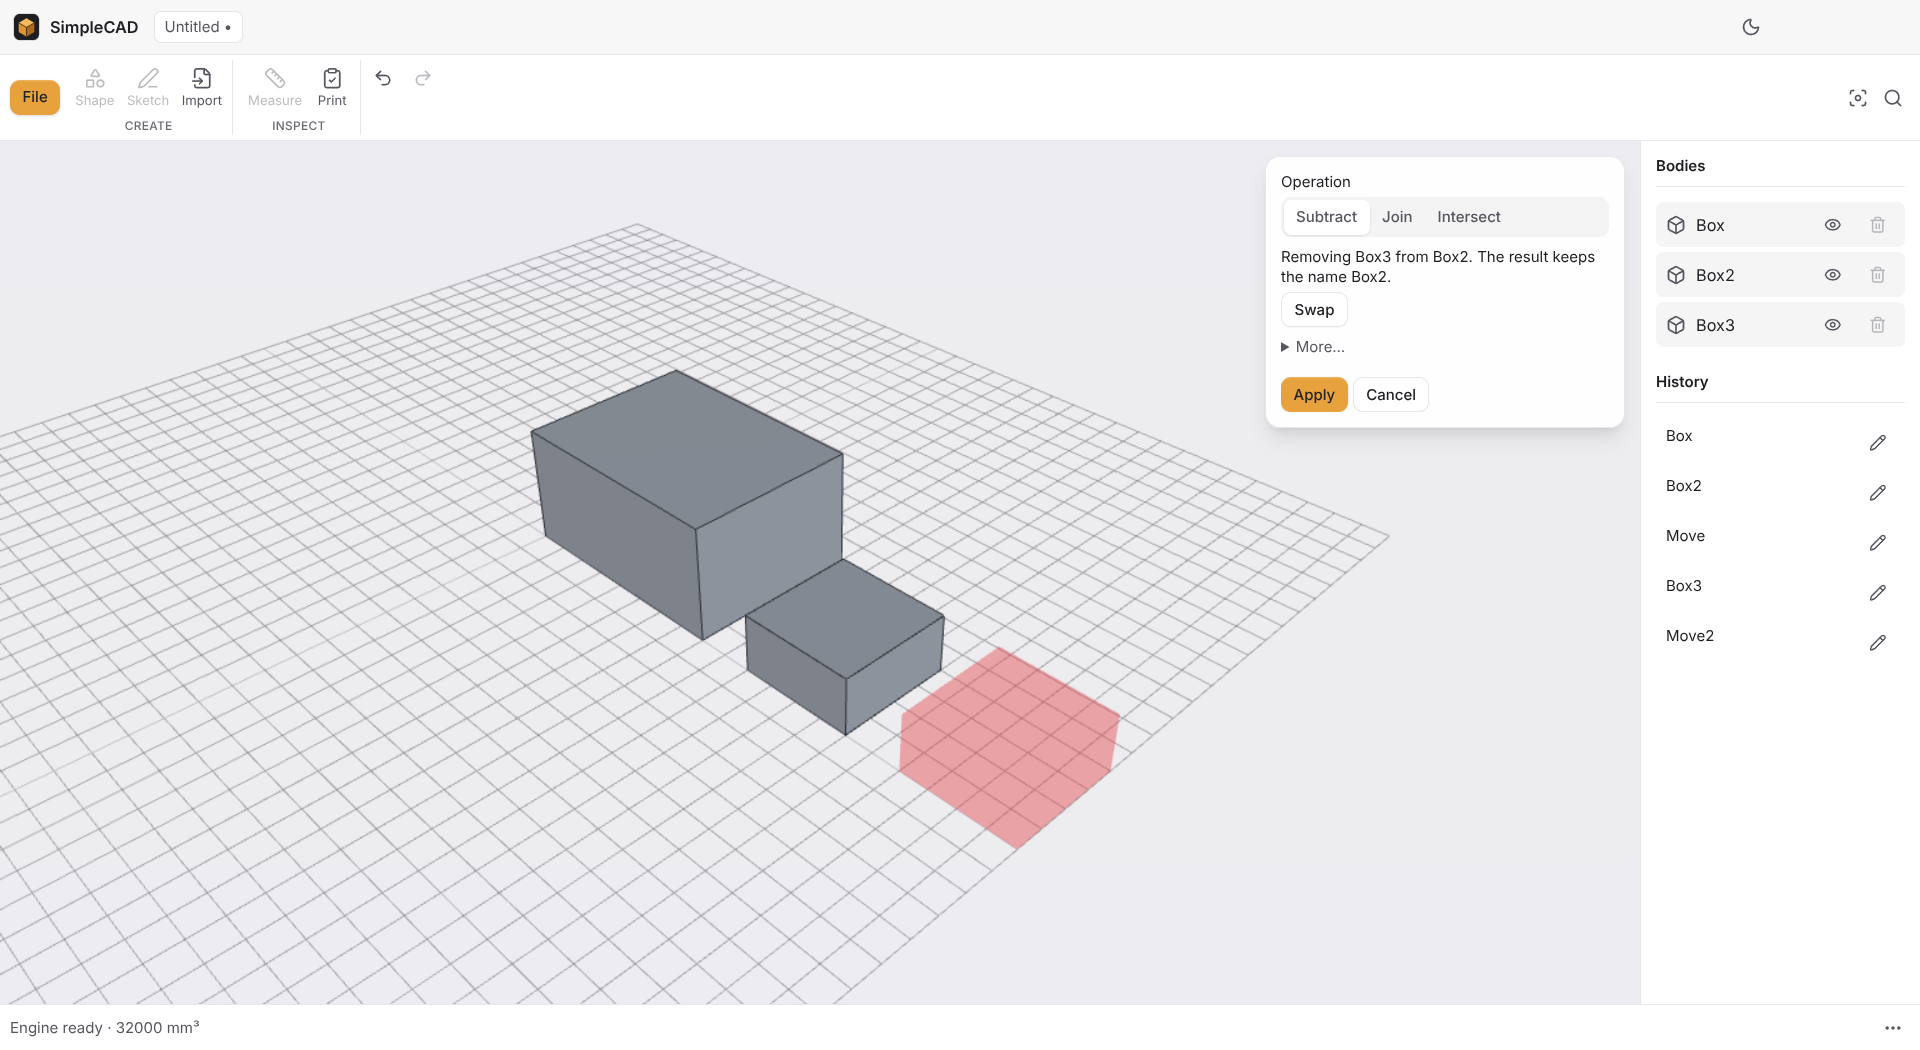 SimpleCAD
Untitled •
File
Shape
Sketch
Import
CREATE
Measure
Print
INSPECT
Operation
Subtract
Join
Intersect
Removing Box3 from Box2. The result keeps
the name Box2.
Swap
More...
Apply
Cancel
Bodies
Box
Box2
Box3
History
Box
Box2
Move
Box3
Move2
Engine ready · 32000 mm³